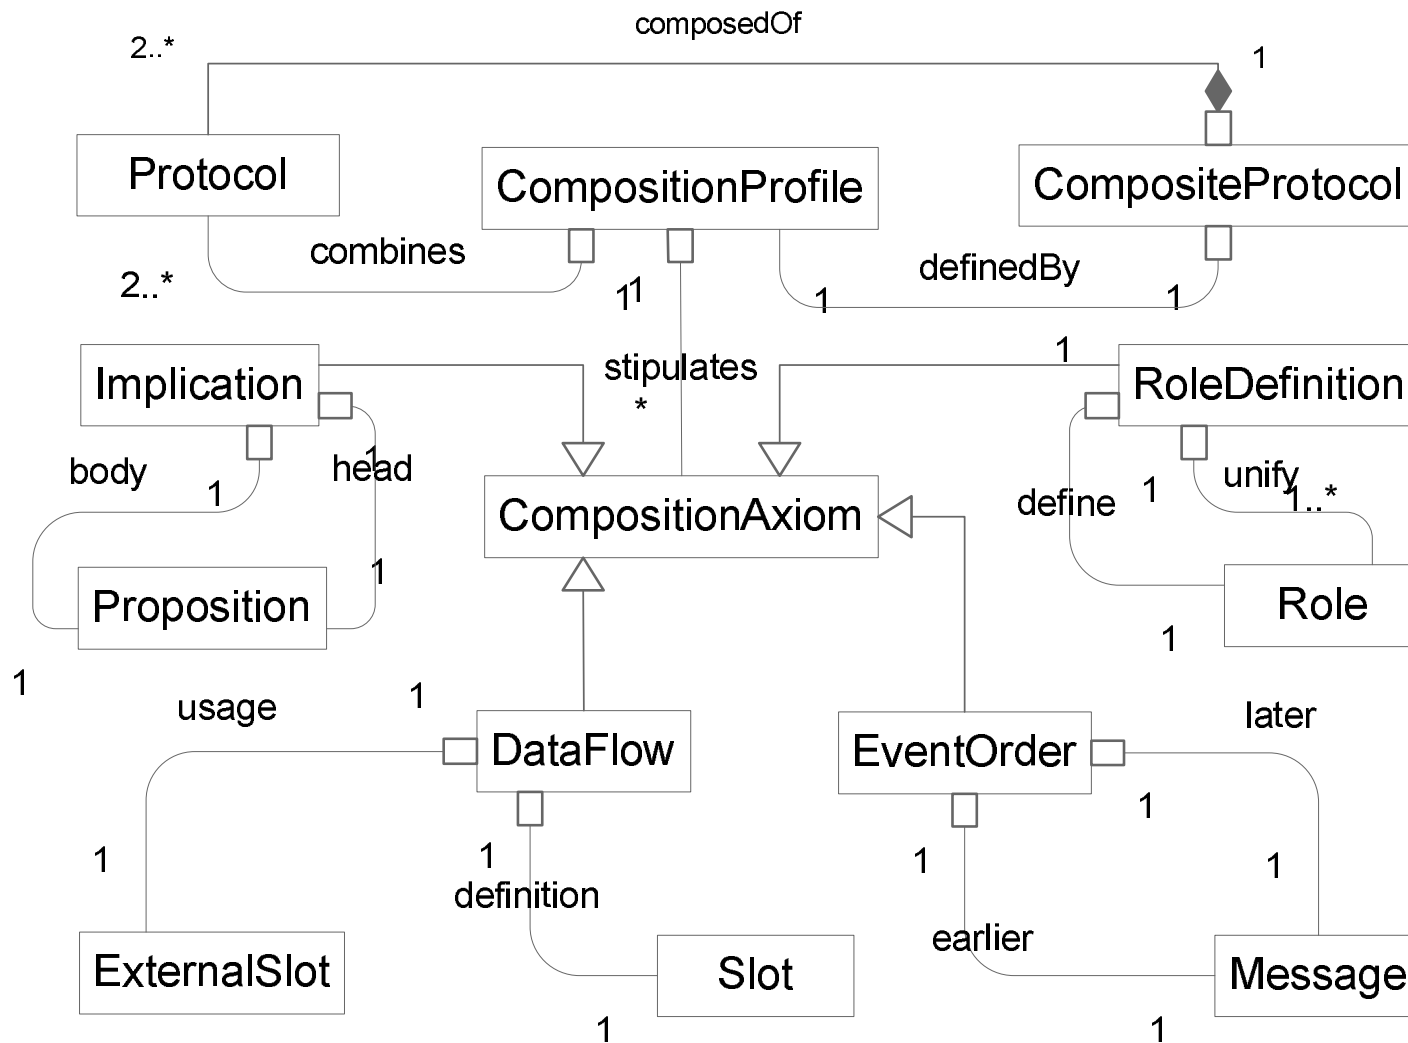 composedOf
2..*
1
Protocol
CompositionProfile
CompositeProtocol
combines
definedBy
2..*
1
1
1
1
Implication
stipulates
*
1
RoleDefinition
body
1
head
1
1
unify
1..*
define
CompositionAxiom
1
Proposition
Role
1
1
usage
1
later
DataFlow
EventOrder
1
1
1
1
1
definition
earlier
ExternalSlot
Slot
Message
1
1